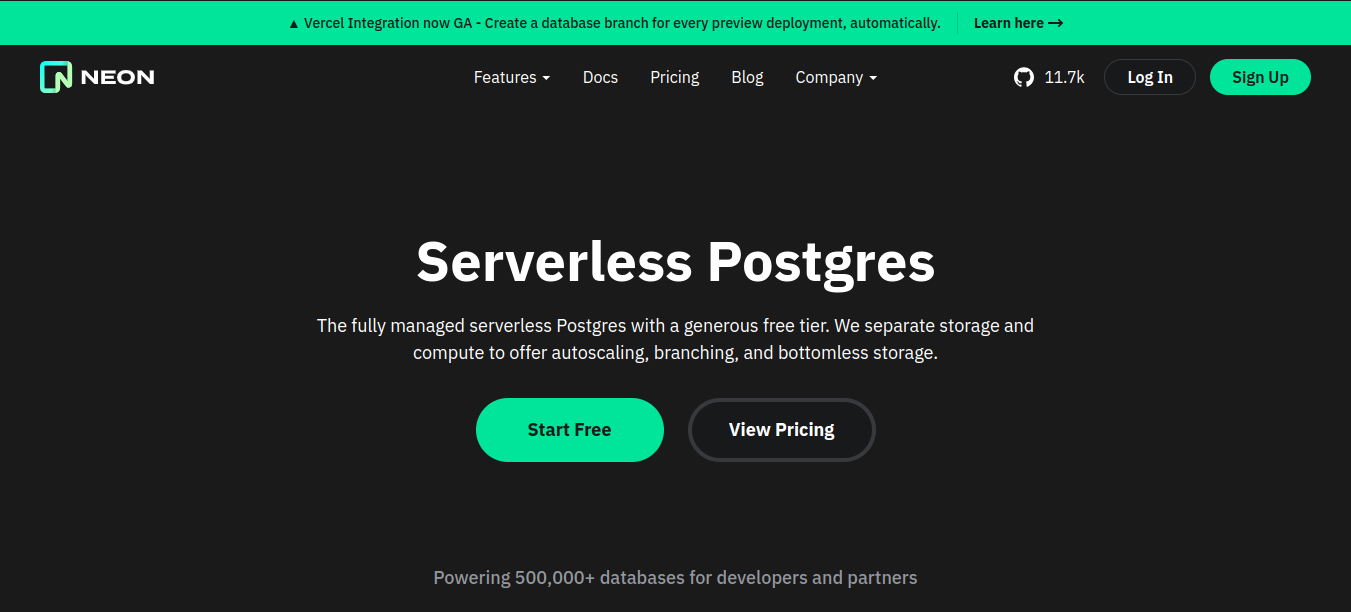 ▲ Vercel Integration now GA - Create a database branch for every preview deployment, automatically. Learn here →
NEON Features Docs Pricing Blog Company 11.7k Log In Sign Up
Serverless Postgres
The fully managed serverless Postgres with a generous free tier. We separate storage and
compute to offer autoscaling, branching, and bottomless storage.
Start Free View Pricing
Powering 500,000+ databases for developers and partners